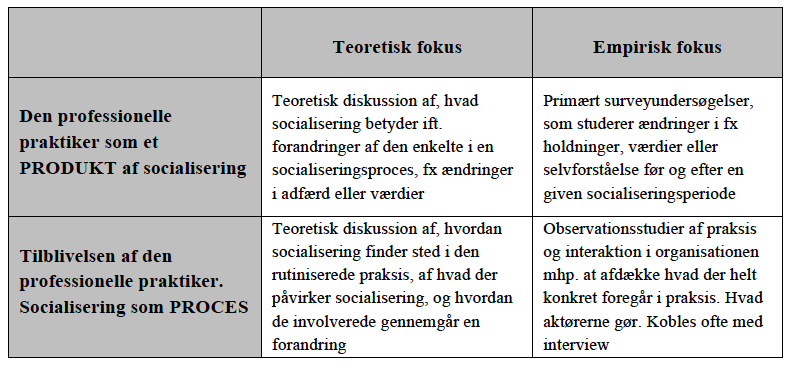 Teoretisk fokus
Empirisk fokus
Den professionelle
praktiker som et
PRODUKT af socialisering
Teoretisk diskussion af, hvad
socialisering betyder ift.
forandringer af den enkelte i en
socialiseringsproces, fx ændringer
i adfærd eller værdier
Primært surveyundersøgelser,
som studerer ændringer i fx
holdninger, værdier eller
selvforståelse før og efter en
given socialiseringsperiode
Tilblivelsen af den
professionelle praktiker.
Socialisering som PROCES
Teoretisk diskussion af, hvordan
socialisering finder sted i den
rutiniserede praksis, af hvad der
påvirker socialisering, og hvordan
de involverede gennemgår en
forandring
Observationsstudier af praksis
og interaktion i organisationen
mhp. at afdække hvad der helt
konkret foregår i praksis. Hvad
aktørerne gør. Kobles ofte med
interview